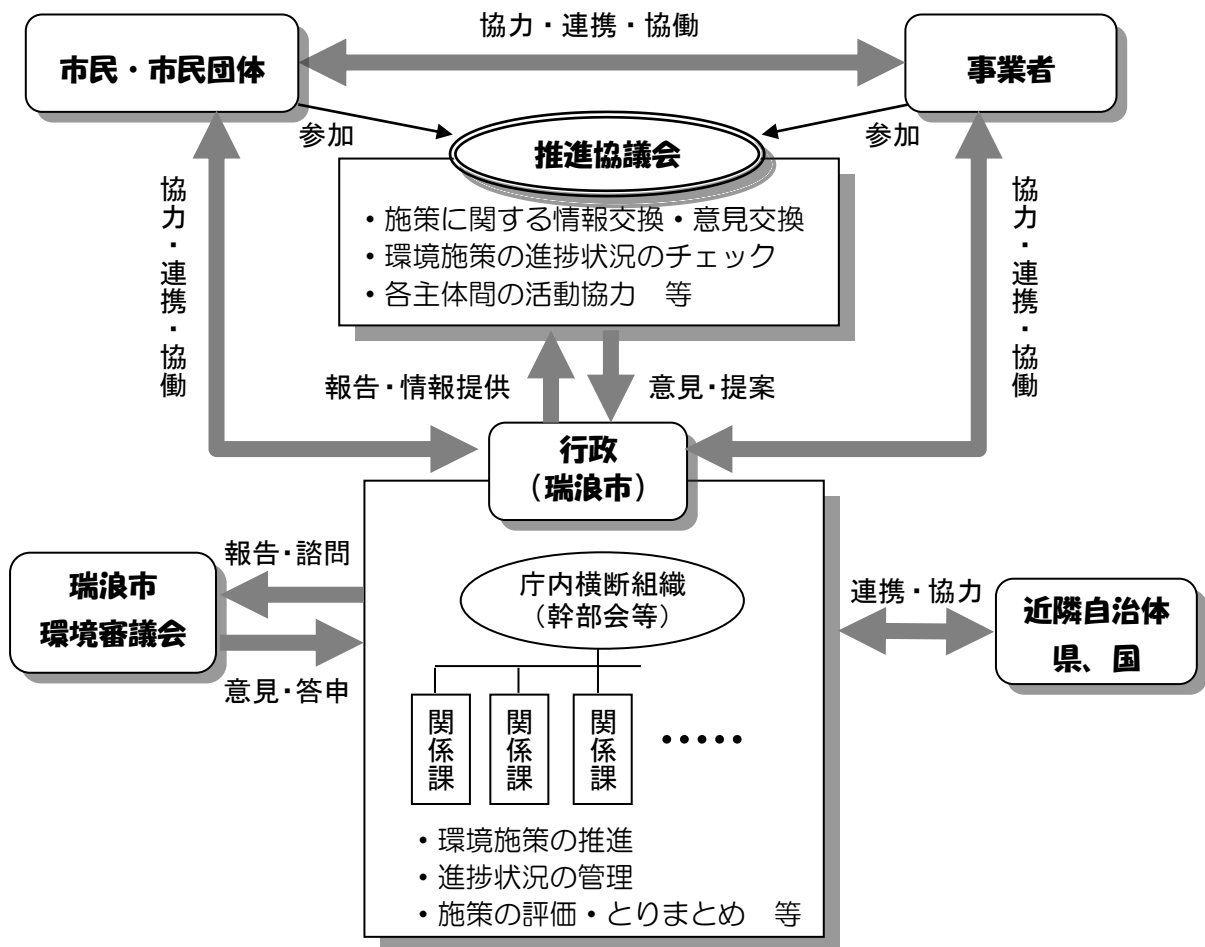 協力・連携・協働
市民・市民団体
事業者
参加
参加
推進協議会
協力・連携・協働
協力・連携・協働
・施策に関する情報交換・意見交換
・環境施策の進捗状況のチェック
・各主体間の活動協力　等
報告・情報提供
意見・提案
行政
（瑞浪市）
報告・諮問
瑞浪市
環境審議会
意見・答申
庁内横断組織
（幹部会等）
連携・協力
近隣自治体
県、国
関係課
関係課
関係課
・・・・・
・環境施策の推進
・進捗状況の管理
・施策の評価・とりまとめ　等